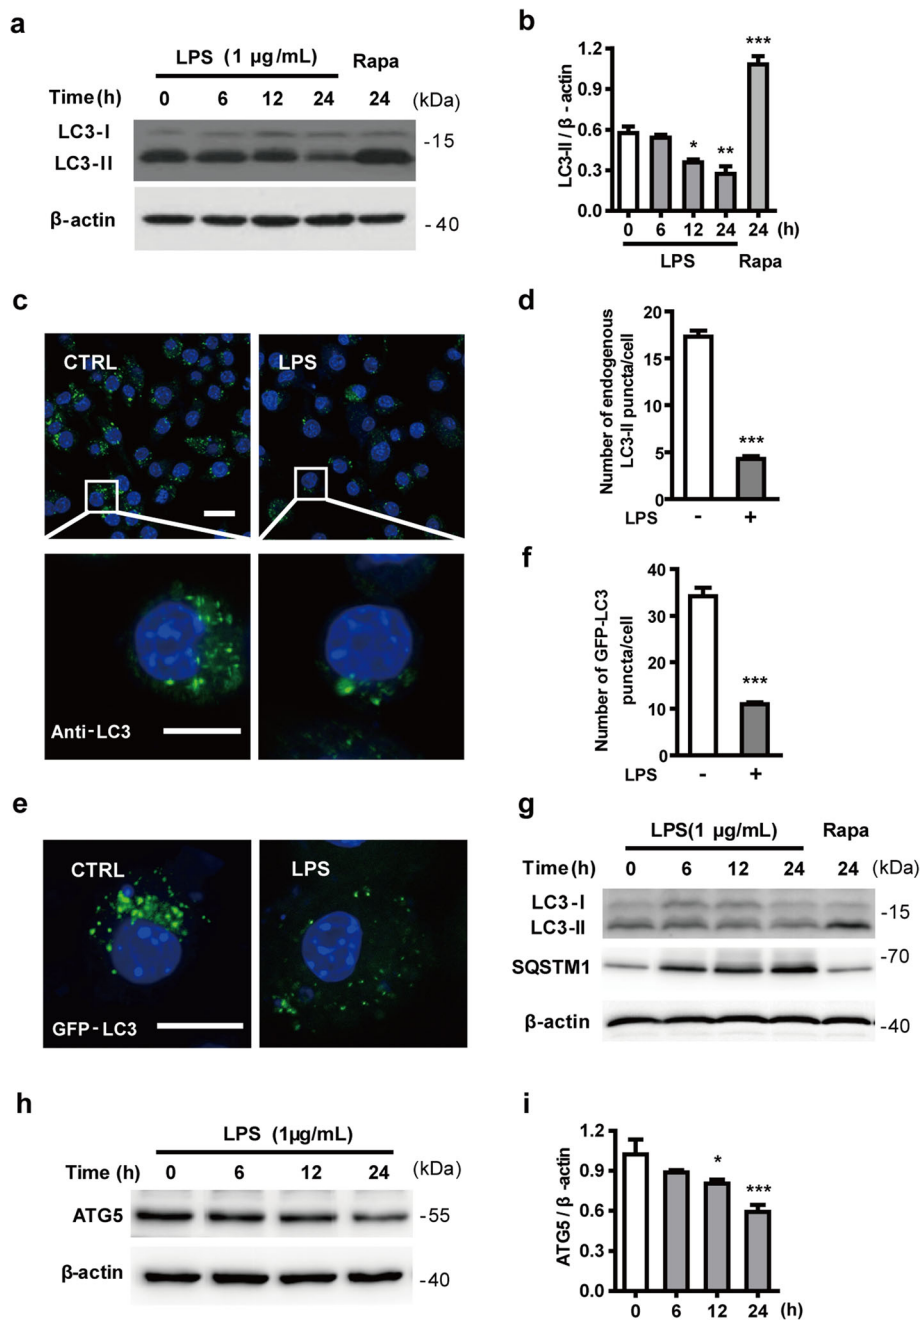 a
LPS (1 µg/mL) Rapa
Time (h) 0 6 12 24 24 (kDa)
LC3-I
-15
LC3-II
β-actin
- 40
b
LC3-II / β - actin
1.2
0.6
0.3
0.0
* ** ***
0 6 12 24 24 (h)
LPS Rapa
c
CTRL LPS
Anti-LC3
d
Number of endogenous
LC3-II puncta/cell
20
15
10
5
0
***
LPS - +
f
Number of GFP-LC3
puncta/cell
40
30
20
10
0
***
LPS - +
e
CTRL LPS
GFP-LC3
g
LPS(1 µg/mL) Rapa
Time (h) 0 6 12 24 24 (kDa)
LC3-I
-15
LC3-II
-70
SQSTM1
β-actin
-40
h
LPS (1µg/mL)
Time (h) 0 6 12 24 (kDa)
ATG5 -55
β-actin -40
i
ATG5 / β -actin
1.2
0.9
0.6
0.3
0.0
* ***
0 6 12 24 (h)